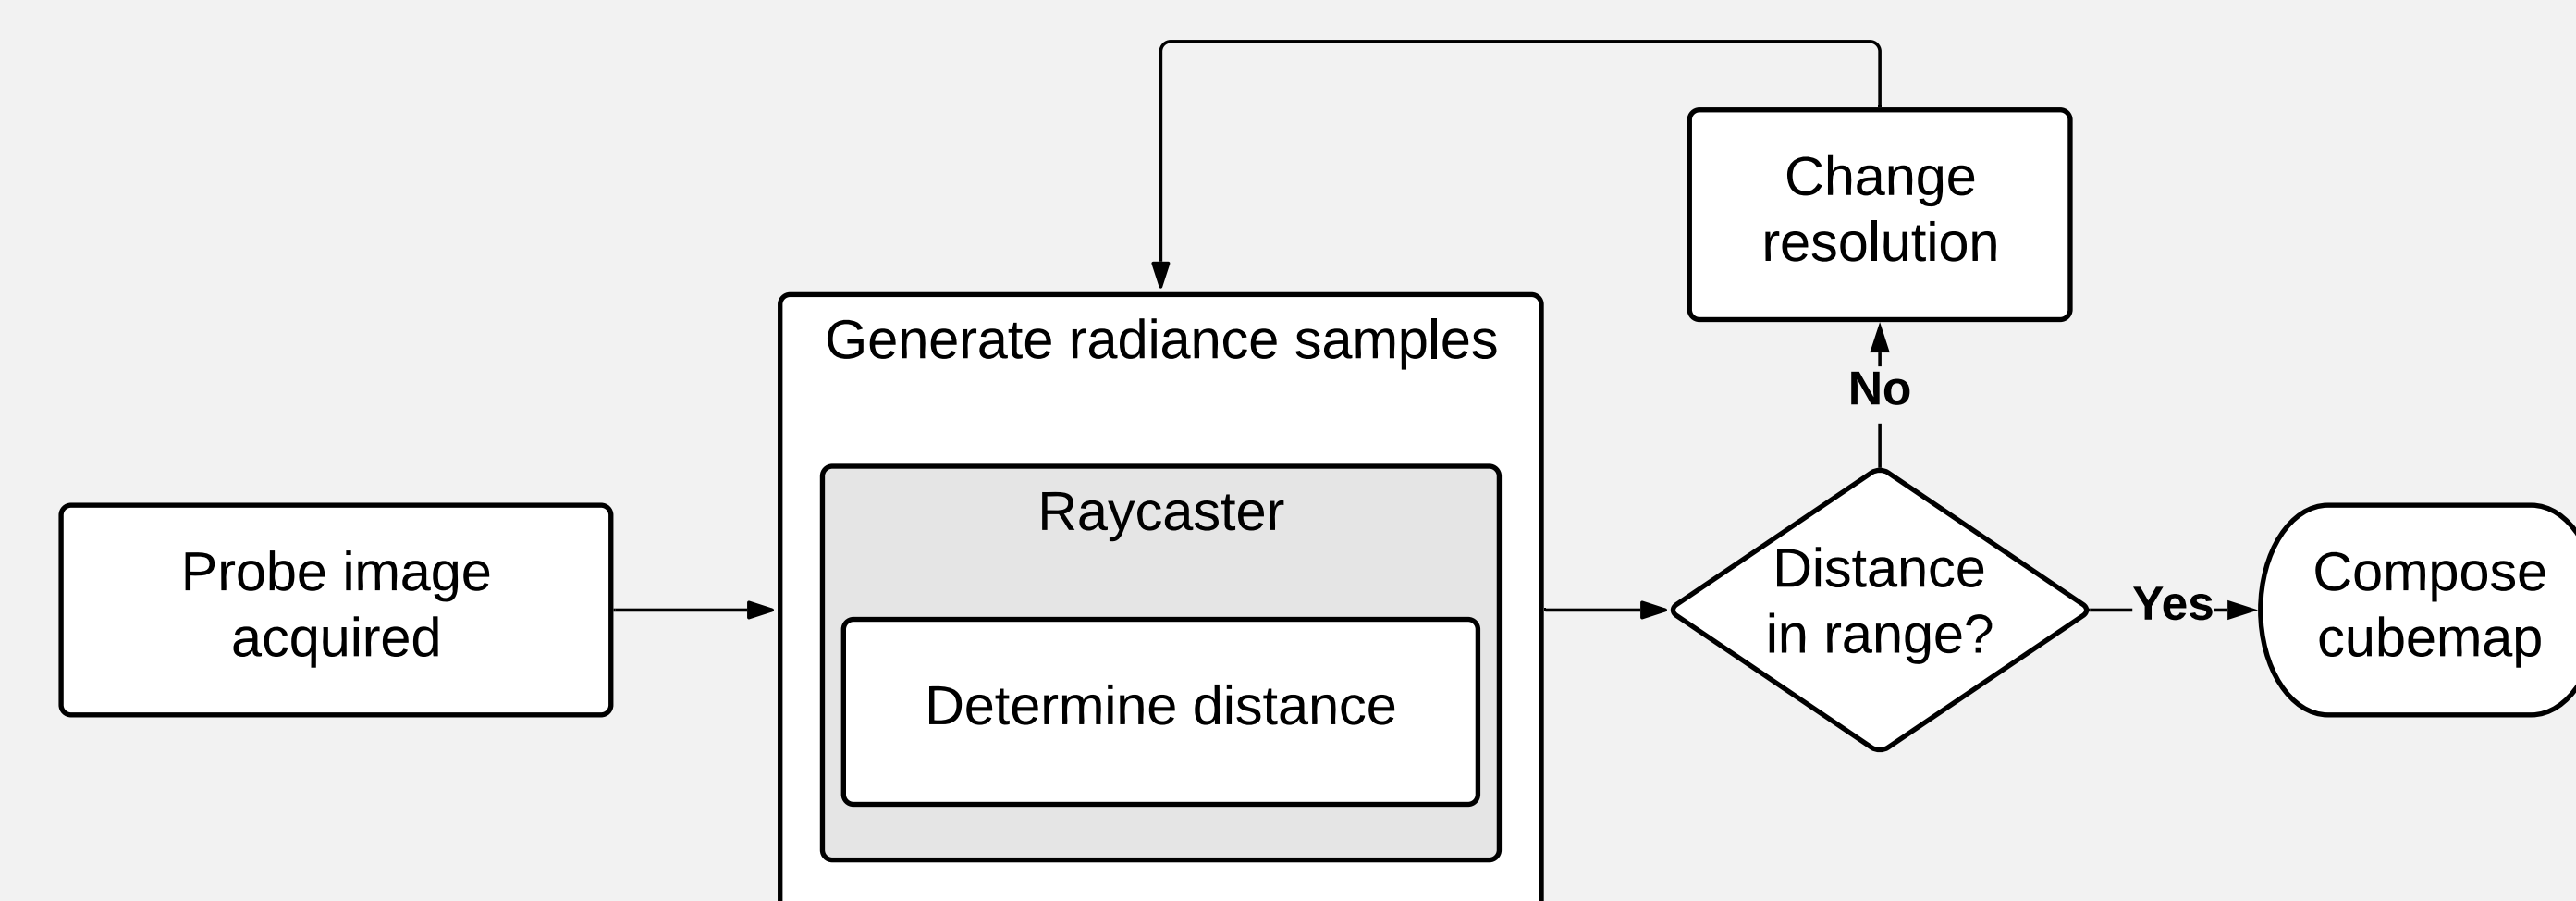 Change
resolution
Generate radiance samples
No
Raycaster
Probe image
acquired
Distance
in range?
Yes
Compose
cubemap
Determine distance